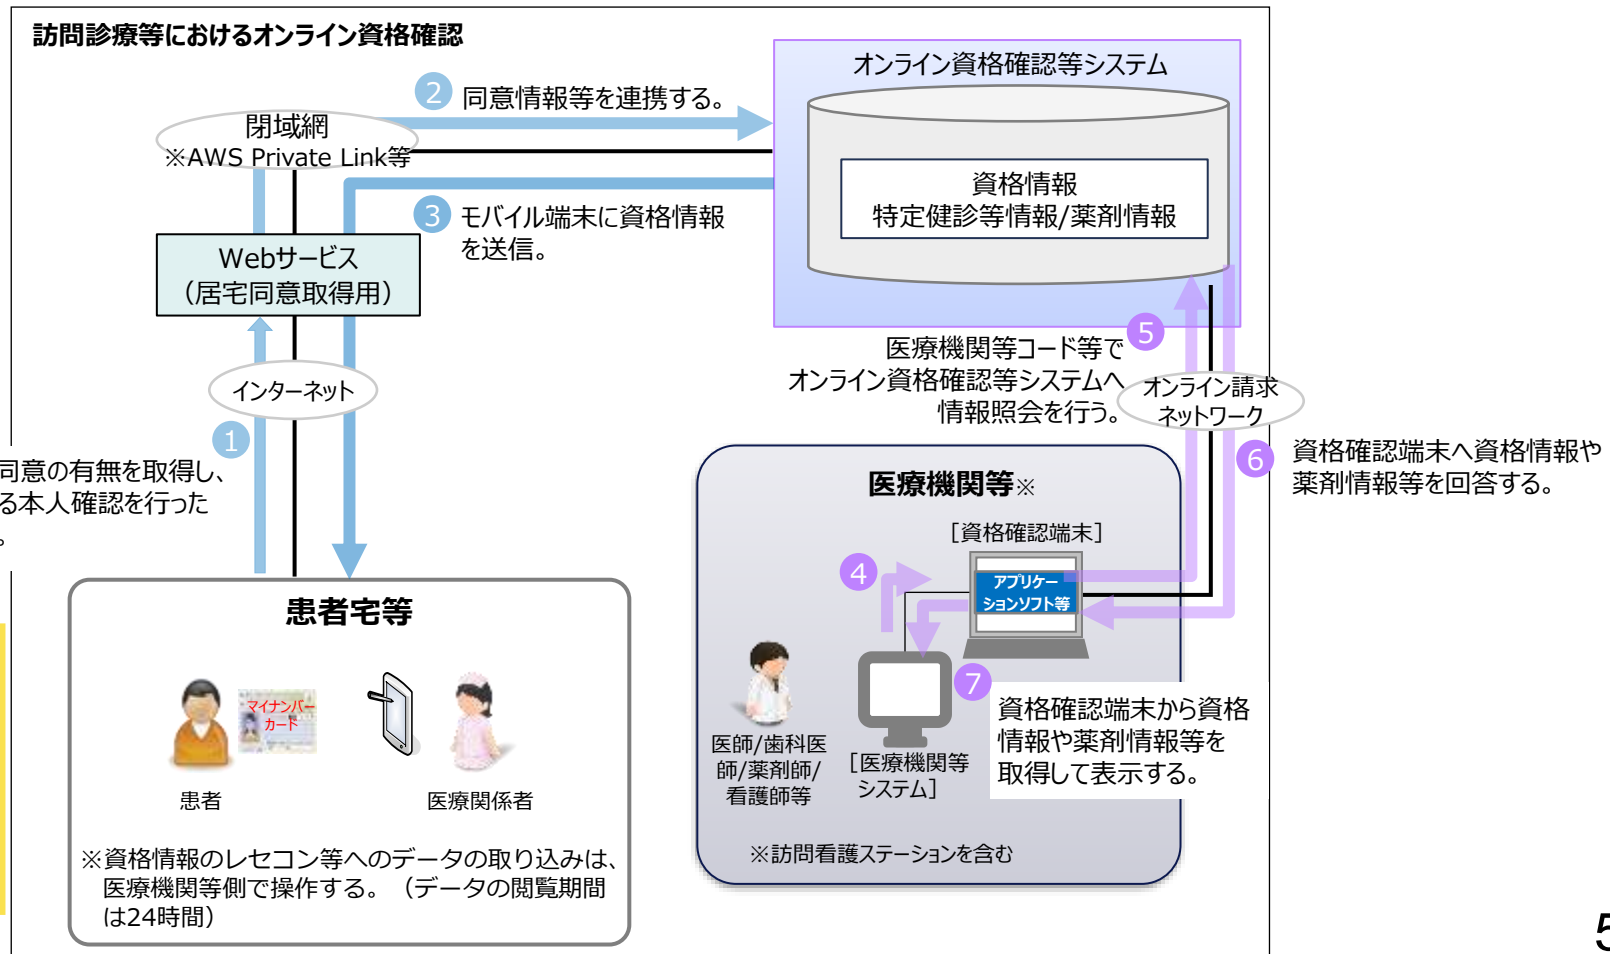 訪問診療等におけるオンライン資格確認
オンライン資格確認等システム
2 同意情報等を連携する。
閉域網
※AWS Private Link等
資格情報
特定健診等情報/薬剤情報
3 モバイル端末に資格情報
を送信。
Webサービス
（居宅同意取得用）
5
医療機関等コード等で
オンライン資格確認等システムへ
情報照会を行う。
インターネット
オンライン請求
ネットワーク
1
同意の有無を取得し、
る本人確認を行った
。
6 資格確認端末へ資格情報や
薬剤情報等を回答する。
医療機関等※
［資格確認端末］
4
アプリケー
ションソフト等
患者宅等
マイナンバー
カード
患者
医療関係者
7
資格確認端末から資格
情報や薬剤情報等を
取得して表示する。
医師/歯科医
師/薬剤師/
看護師等
［医療機関等
システム］
※訪問看護ステーションを含む
※資格情報のレセコン等へのデータの取り込みは、
医療機関等側で操作する。（データの閲覧期間
は24時間）
5